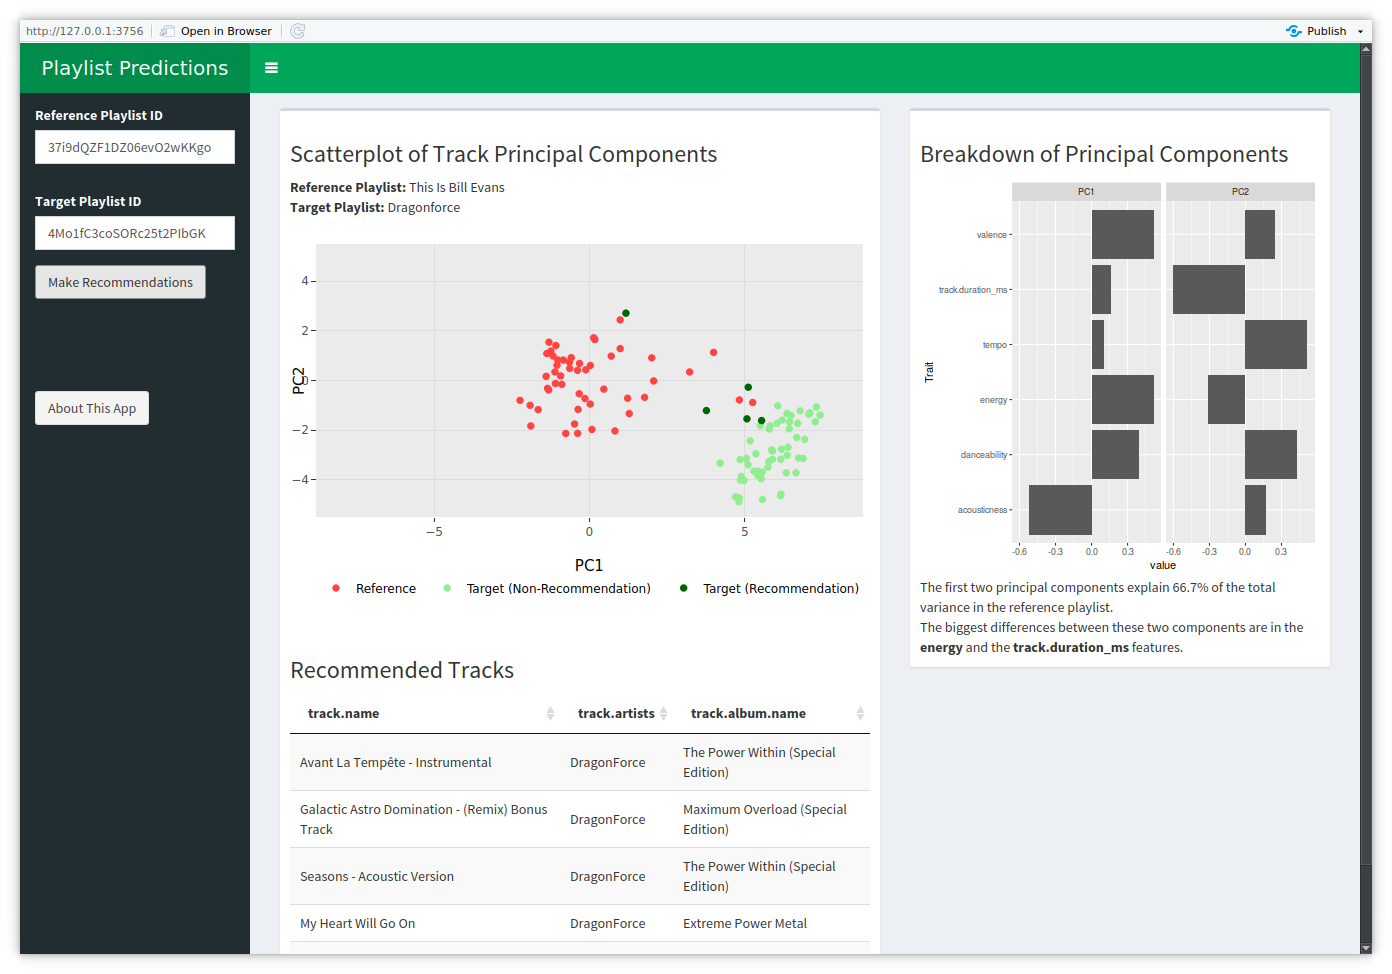 http://127.0.0.1:3756 Open in Browser Publish
Playlist Predictions
Reference Playlist ID
37i9dQZF1DZ06evO2wKKgo
Target Playlist ID
4Mo1fC3coSORc25t2PIbGK
Make Recommendations
About This App
Scatterplot of Track Principal Components
Reference Playlist: This Is Bill Evans
Target Playlist: Dragonforce
4
2
0
−2
−4
PC2
−5 0 5
PC1
Reference Target (Non-Recommendation) Target (Recommendation)
Recommended Tracks
track.name track.artists track.album.name
Avant La Tempête - Instrumental DragonForce The Power Within (Special
Edition)
Galactic Astro Domination - (Remix) Bonus
Track DragonForce Maximum Overload (Special
Edition)
Seasons - Acoustic Version DragonForce The Power Within (Special
Edition)
My Heart Will Go On DragonForce Extreme Power Metal
Breakdown of Principal Components
PC1 PC2
valence
track.duration_ms
tempo
energy
danceability
acousticness
Trait
-0.6 -0.3 0.0 0.3 -0.6 -0.3 0.0 0.3
value
The first two principal components explain 66.7% of the total
variance in the reference playlist.
The biggest differences between these two components are in the
energy and the track.duration_ms features.